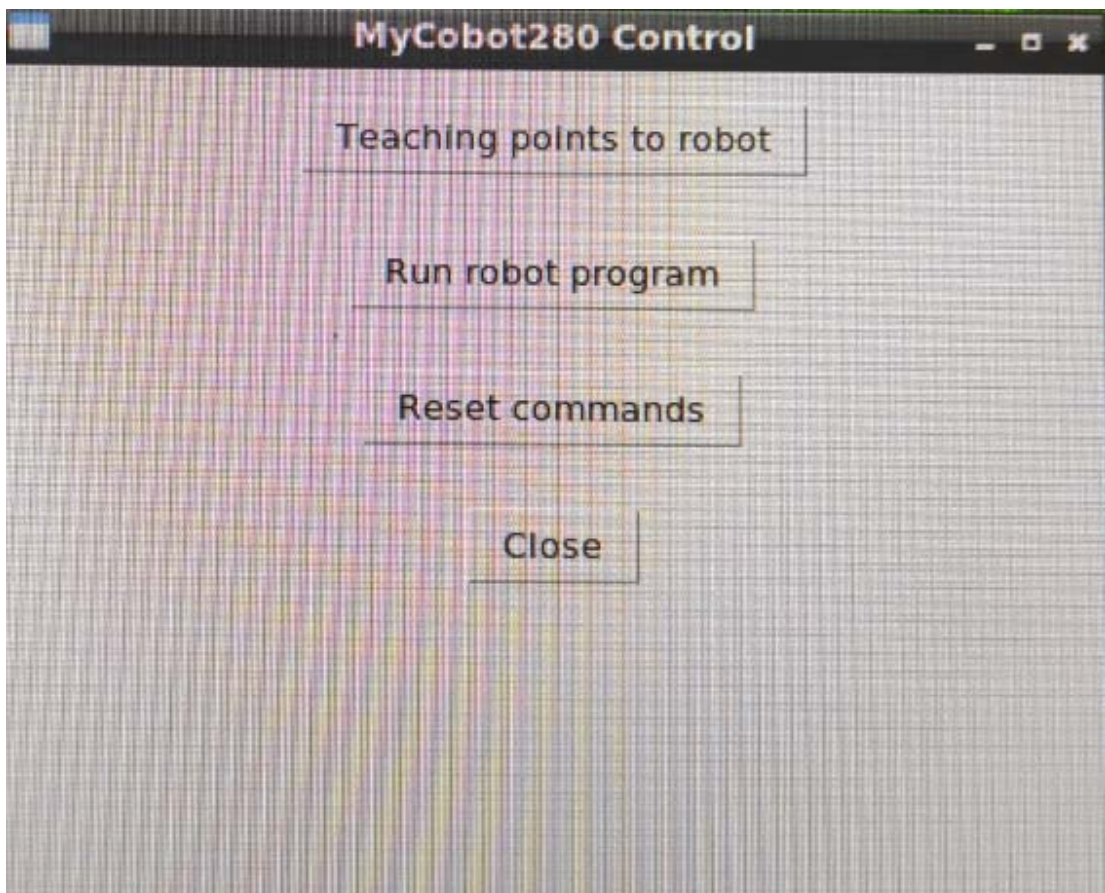 MyCobot280 Control
Teaching points to robot
Run robot program
Reset commands
Close